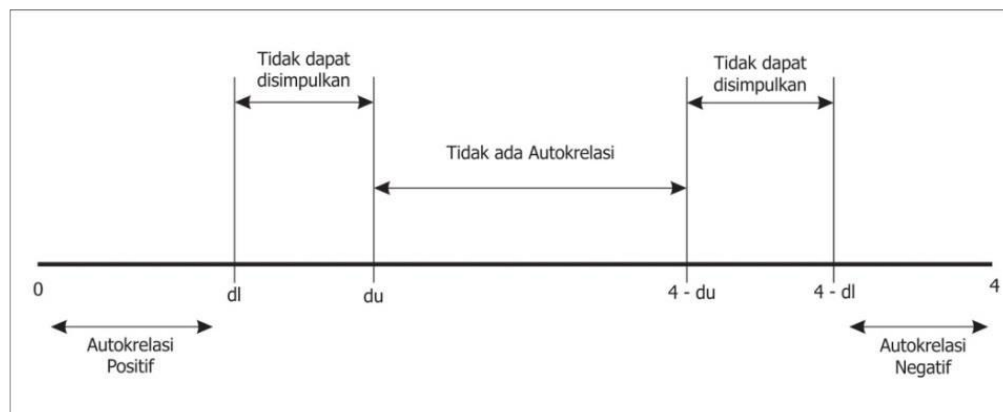 Tidak dapat
disimpulkan
Tidak dapat
disimpulkan
Tidak ada Autokrelasi
0
dl
du
4 - du
4 - dl
4
Autokrelasi
Positif
Autokrelasi
Negatif